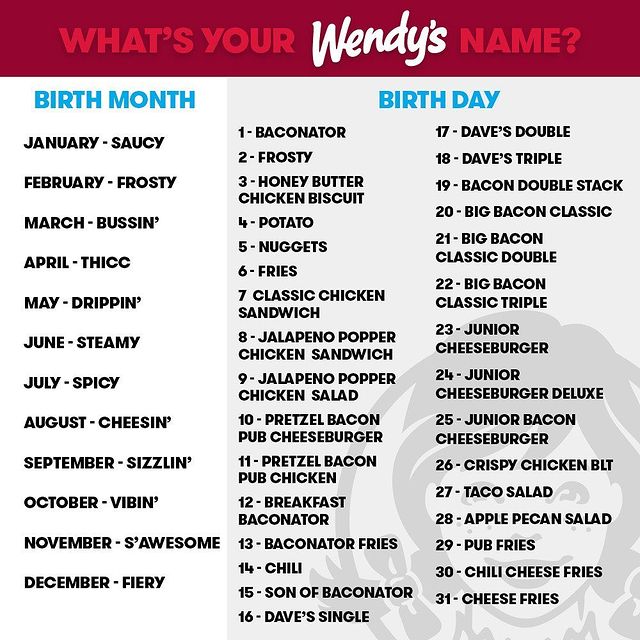 WHAT'S YOUR Wendy's NAME?
BIRTH MONTH
JANUARY - SAUCY
FEBRUARY - FROSTY
MARCH - BUSSIN'
APRIL - THICC
MAY - DRIPPIN'
JUNE - STEAMY
JULY - SPICY
AUGUST - CHEESIN'
SEPTEMBER - SIZZLIN'
OCTOBER - VIBIN'
NOVEMBER - S'AWESOME
DECEMBER - FIERY
BIRTH DAY
1 - BACONATOR
2 - FROSTY
3 - HONEY BUTTER
CHICKEN BISCUIT
4 - POTATO
5 - NUGGETS
6 - FRIES
7 CLASSIC CHICKEN
SANDWICH
8 - JALAPENO POPPER
CHICKEN SANDWICH
9 - JALAPENO POPPER
CHICKEN SALAD
10 - PRETZEL BACON
PUB CHEESEBURGER
11 - PRETZEL BACON
PUB CHICKEN
12 - BREAKFAST
BACONATOR
13 - BACONATOR FRIES
14 - CHILI
15 - SON OF BACONATOR
16 - DAVE'S SINGLE
17 - DAVE'S DOUBLE
18 - DAVE'S TRIPLE
19 - BACON DOUBLE STACK
20 - BIG BACON CLASSIC
21 - BIG BACON
CLASSIC DOUBLE
22 - BIG BACON
CLASSIC TRIPLE
23 - JUNIOR
CHEESEBURGER
24 - JUNIOR
CHEESEBURGER DELUXE
25 - JUNIOR BACON
CHEESEBURGER
26 - CRISPY CHICKEN BLT
27 - TACO SALAD
28 - APPLE PECAN SALAD
29 - PUB FRIES
30 - CHILI CHEESE FRIES
31 - CHEESE FRIES